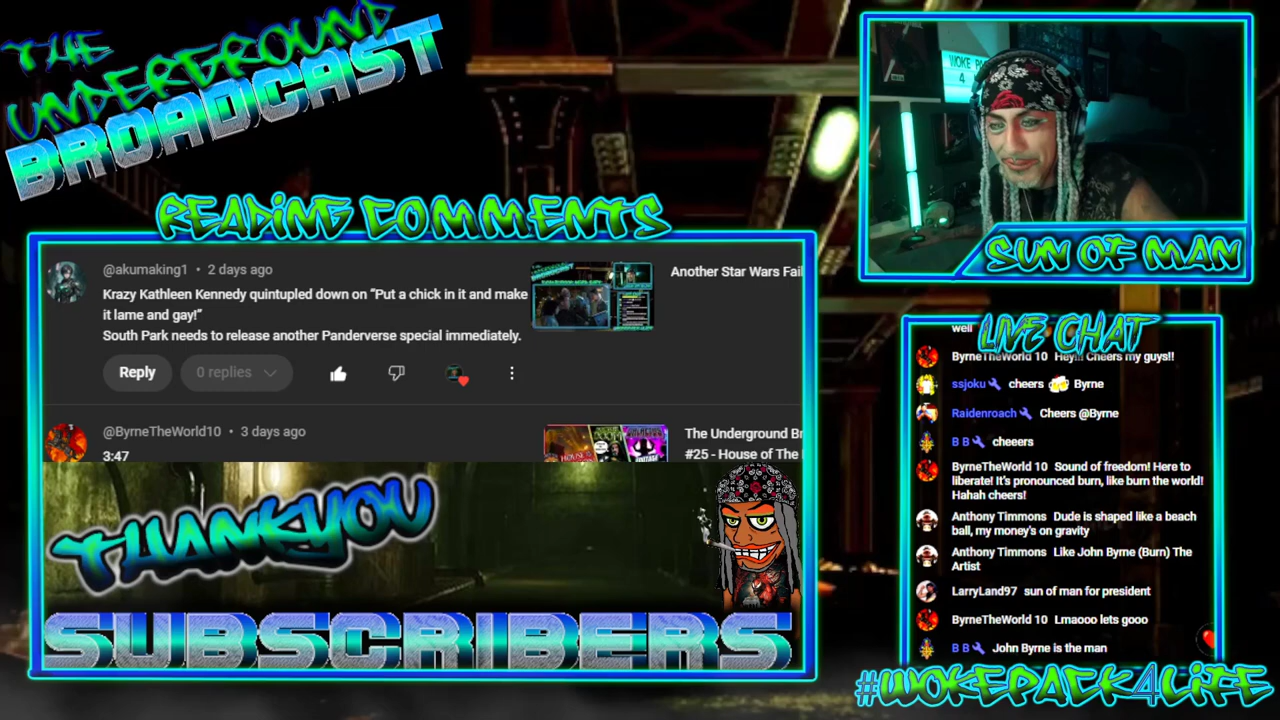 THE
UNDERGROUND
BROADCAST
WOKE PA
4
SUN OF MAN
READING COMMENTS
@akumaking1 • 2 days ago
Krazy Kathleen Kennedy quintupled down on “Put a chick in it and make
it lame and gay!”
South Park needs to release another Panderverse special immediately.
Reply
0 replies
Another Star Wars Fail
@ByrneTheWorld10 • 3 days ago
3:47
The Underground Br
#25 - House of The
THANKYOU
SUBSCRIBERS
LIVE CHAT
well
ByrneTheWorld 10 Hey!!! Cheers my guys!!
ssjoku cheers Byrne
Raidenroach Cheers @Byrne
B B cheeers
ByrneTheWorld 10 Sound of freedom! Here to
liberate! It's pronounced burn, like burn the world!
Hahah cheers!
Anthony Timmons Dude is shaped like a beach
ball, my money's on gravity
Anthony Timmons Like John Byrne (Burn) The
Artist
LarryLand97 sun of man for president
ByrneTheWorld 10 Lmaooo lets gooo
B B John Byrne is the man
#WOKEPACK4LIFE